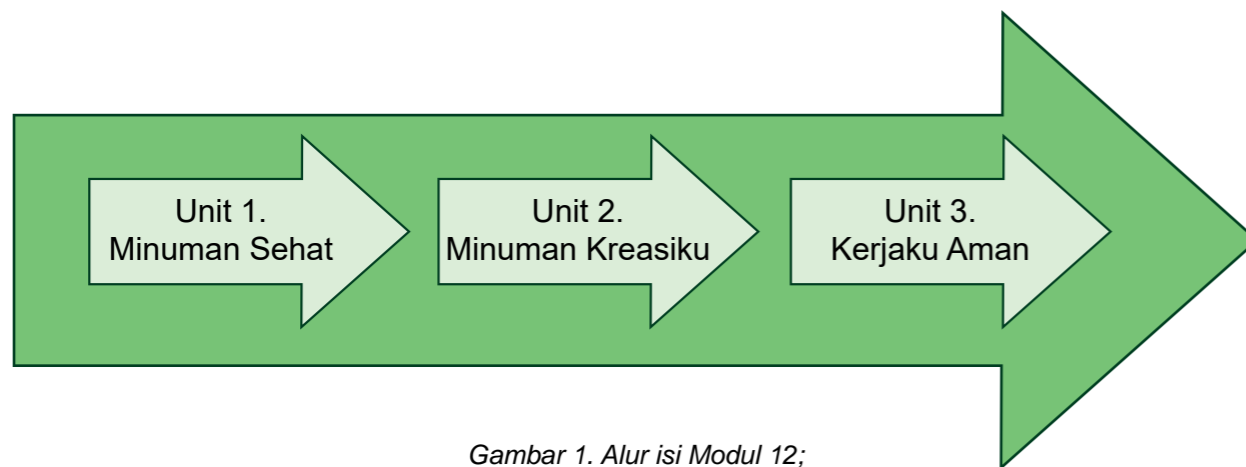 Unit 1.
Minuman Sehat
Unit 2.
Minuman Kreasiku
Unit 3.
Kerjaku Aman
Gambar 1. Alur isi Modul 12;